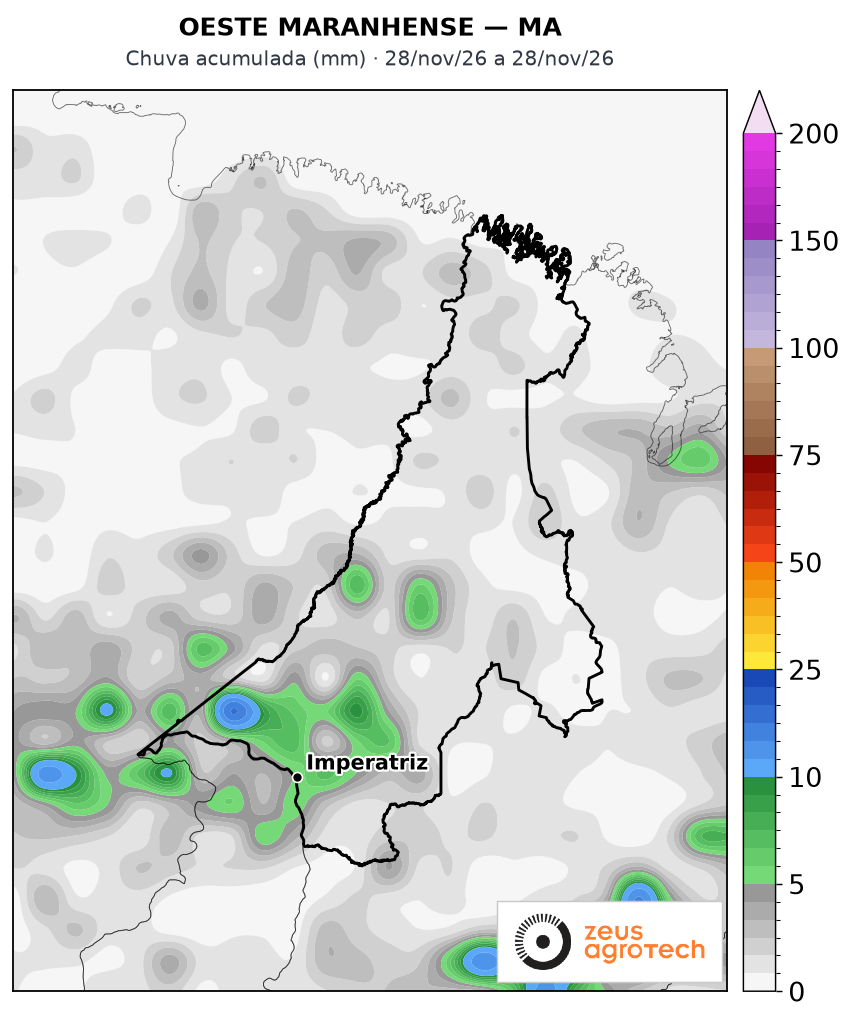 OESTE MARANHENSE — MA
Chuva acumulada (mm) · 28/nov/26 a 28/nov/26
200
150
100
75
50
25
10
5
0
Imperatriz
zeus
agrotech